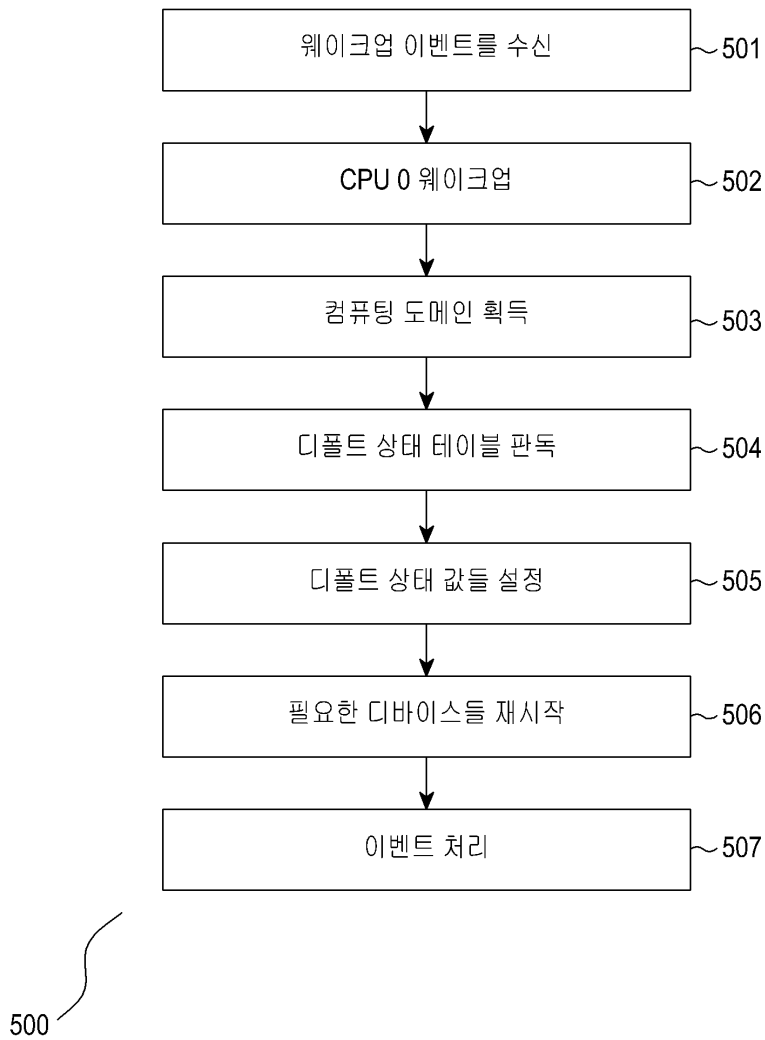 웨이크업 이벤트를 수신
501
CPU 0 웨이크업
502
컴퓨팅 도메인 획득
503
디폴트 상태 테이블 판독
504
디폴트 상태 값들 설정
505
필요한 디바이스들 재시작
506
이벤트 처리
507
500